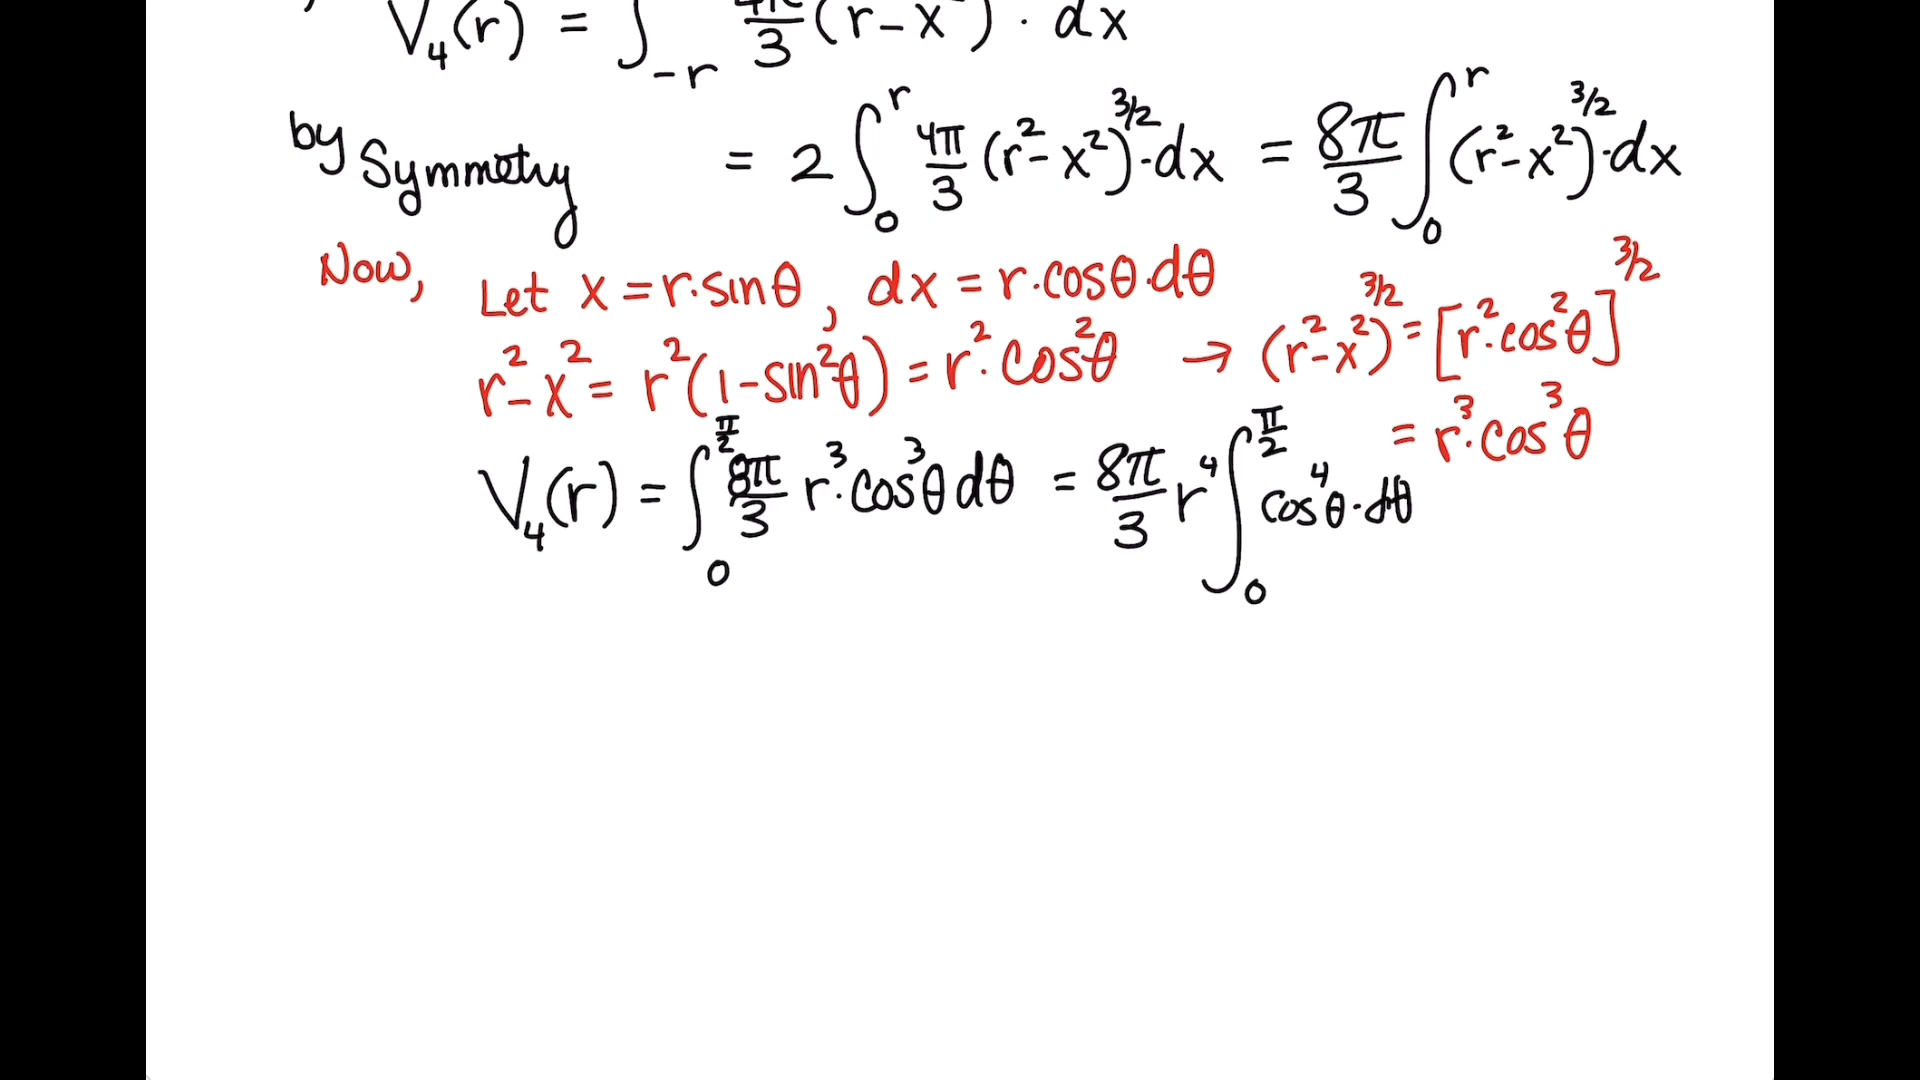 V₄(r) = ∫₋ᵣ 4π/3 (r-x²) · dx
by Symmetry = 2 ∫₀ʳ 4π/3 (r²-x²)^3/2 · dx = 8π/3 ∫₀ʳ (r²-x²)^3/2 · dx
Now, Let x = r·sinθ, dx = r·cosθ·dθ
r²-x² = r²(1-sin²θ) = r²·cos²θ → (r²-x²)^3/2 = [r²·cos²θ]^3/2
= r³·cos³θ
V₄(r) = ∫₀^π/2 8π/3 r³·cos³θ dθ = 8π/3 r⁴ ∫₀^π/2 cos⁴θ·dθ